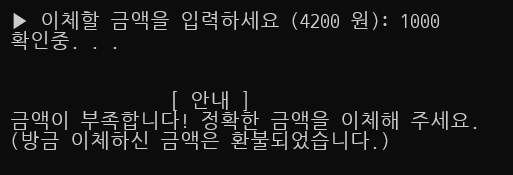 ▶ 이체할 금액을 입력하세요 (4200 원): 1000
확인중. . .
[ 안내 ]
금액이 부족합니다! 정확한 금액을 이체해 주세요.
(방금 이체하신 금액은 환불되었습니다.)